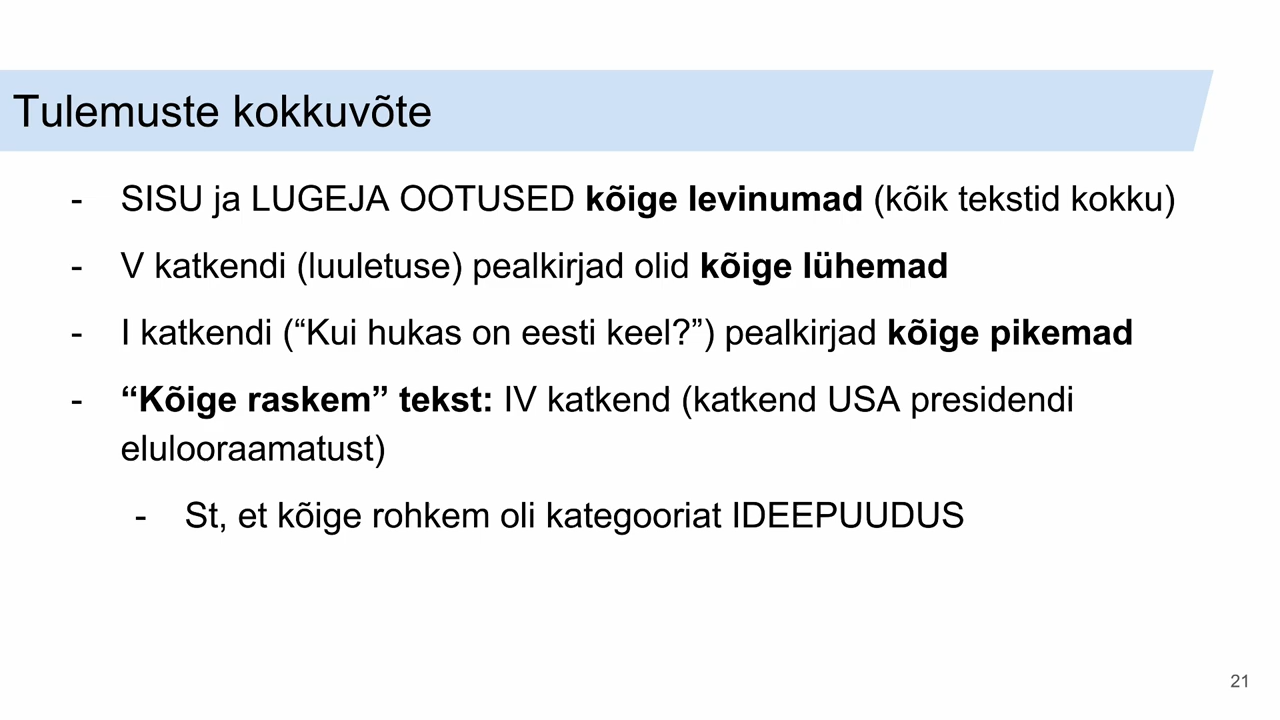 Tulemuste kokkuvõte
- SISU ja LUGEJA OOTUSED kõige levinumad (kõik tekstid kokku)
- V katkendi (luuletuse) pealkirjad olid kõige lühemad
- I katkendi (“Kui hukas on eesti keel?”) pealkirjad kõige pikemad
- “Kõige raskem” tekst: IV katkend (katkend USA presidendi
elulooraamatust)
- St, et kõige rohkem oli kategooriat IDEEPUUDUS
21